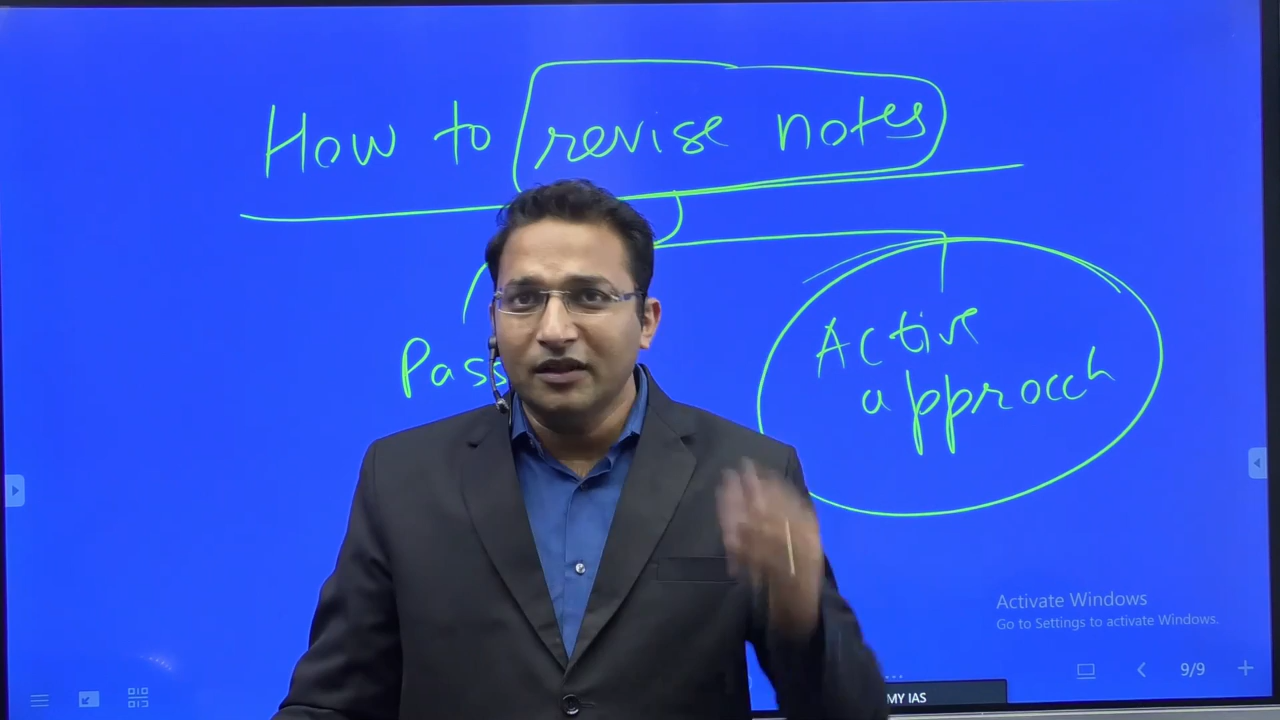 How to revise notes
Pass
Active
approach
Activate Windows
Go to Settings to activate Windows.
9/9
MY IAS